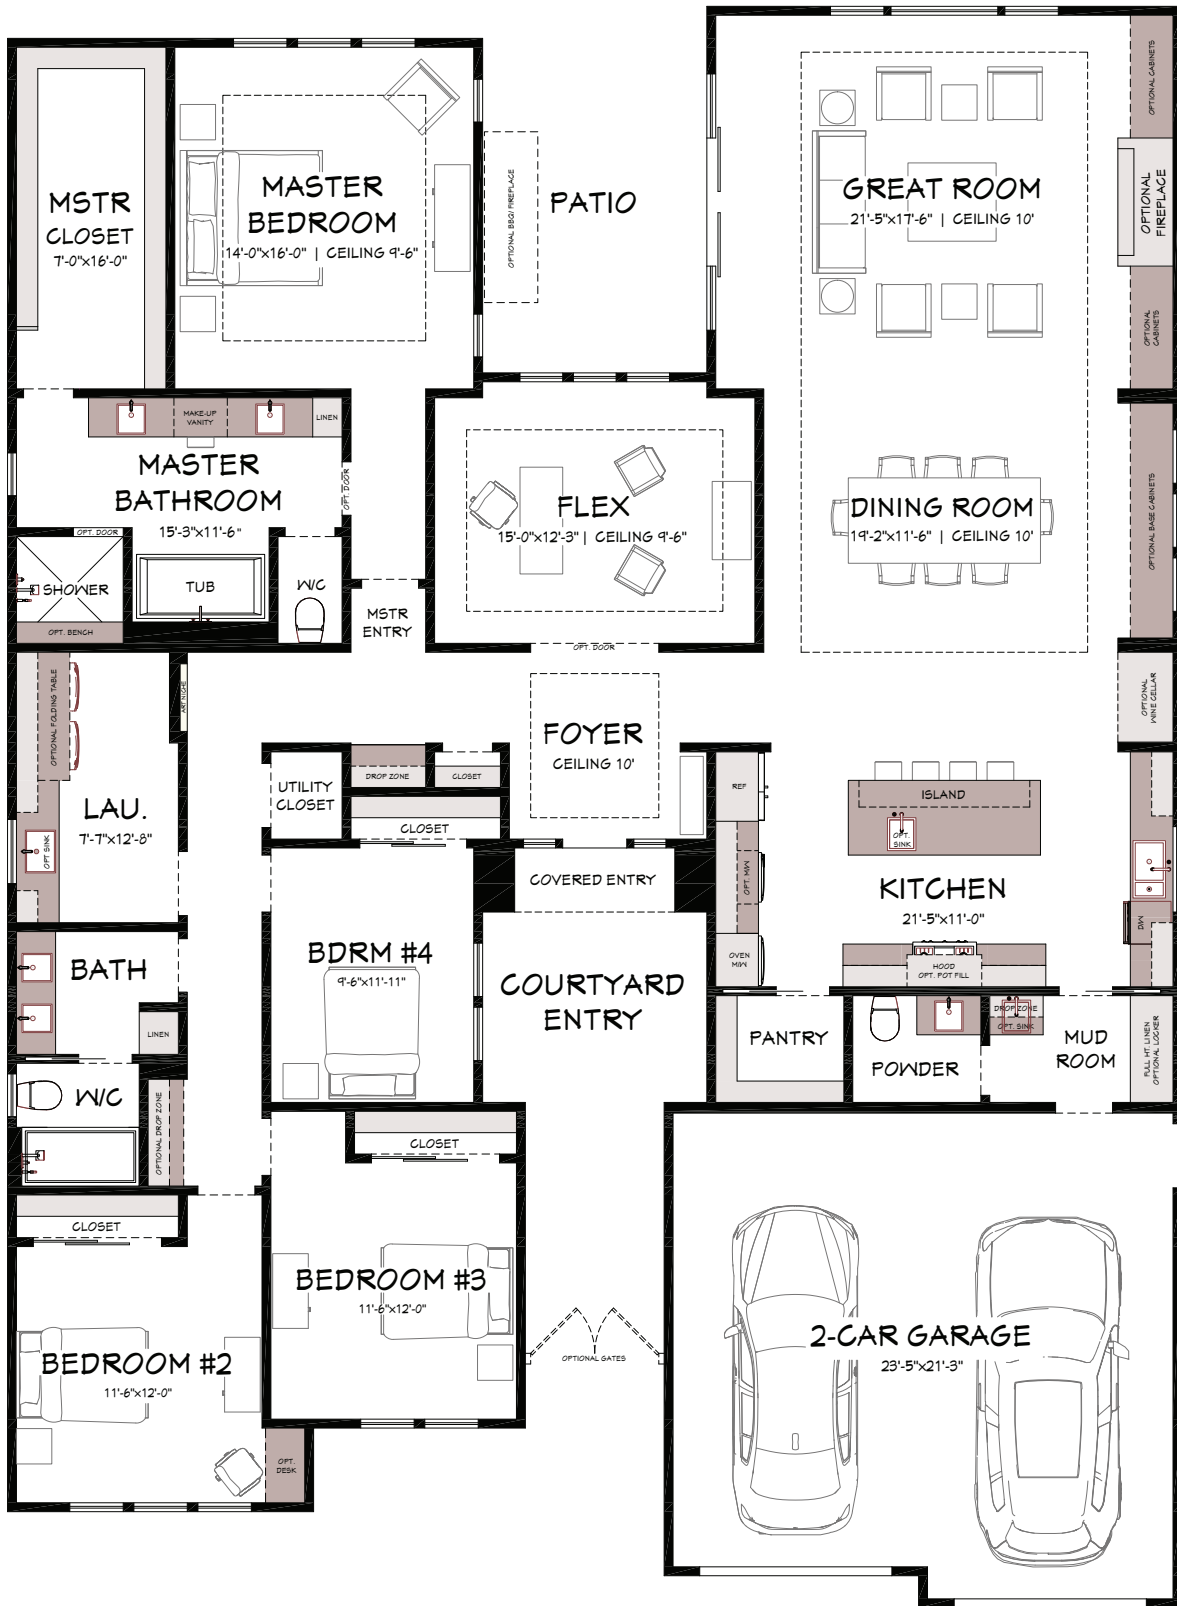 MSTR
CLOSET
7'-0"x16'-0"
MASTER
BEDROOM
14'-0"x16'-0" | CEILING 9'-6"
OPTIONAL BBQ/ FIREPLACE
PATIO
GREAT ROOM
21'-5"x17'-6" | CEILING 10'
OPTIONAL CABINETS
OPTIONAL
FIREPLACE
OPTIONAL
CABINETS
MAKE-UP
VANITY
LINEN
MASTER
BATHROOM
15'-3"x11'-6"
OPT. DOOR
OPT. DOOR
SHOWER
OPT. BENCH
TUB
W/C
MSTR
ENTRY
FLEX
15'-0"x12'-3" | CEILING 9'-6"
OPT. DOOR
DINING ROOM
19'-2"x11'-6" | CEILING 10'
OPTIONAL BASE CABINETS
OPTIONAL
WINE CELLAR
OPTIONAL FOLDING TABLE
ART NICHE
LAU.
7'-7"x12'-8"
OPT SINK
UTILITY
CLOSET
DROP ZONE
CLOSET
CLOSET
FOYER
CEILING 10'
COVERED ENTRY
REF
OPT. M/W
OVEN
M/W
ISLAND
OPT.
SINK
KITCHEN
21'-5"x11'-0"
D/W
HOOD
OPT. POT FILL
BATH
LINEN
BDRM #4
9'-6"x11'-11"
COURTYARD
ENTRY
PANTRY
POWDER
DROP ZONE
OPT. SINK
MUD
ROOM
FULL HT. LINEN
OPTIONAL LOCKER
W/C
OPTIONAL DROP ZONE
CLOSET
CLOSET
BEDROOM #3
11'-6"x12'-0"
BEDROOM #2
11'-6"x12'-0"
OPT.
DESK
OPTIONAL GATES
2-CAR GARAGE
23'-5"x21'-3"